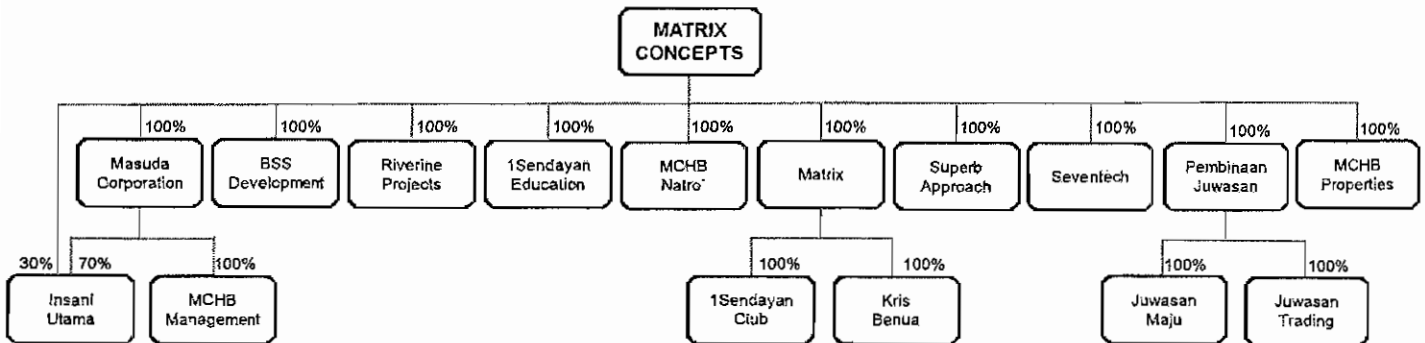 MATRIX
CONCEPTS
100%
100%
100%
100%
100%
100%
100%
100%
100%
100%
Masuda
Corporation
BSS
Development
Riverine
Projects
1Sendayan
Education
MCHB
Natro*
Matrix
Superb
Approach
Seventech
Pembinaan
Juwasan
MCHB
Properties
30%
70%
100%
100%
100%
100%
100%
Insani
Utama
MCHB
Management
1Sendayan
Club
Kris
Benua
Juwasan
Maju
Juwasan
Trading